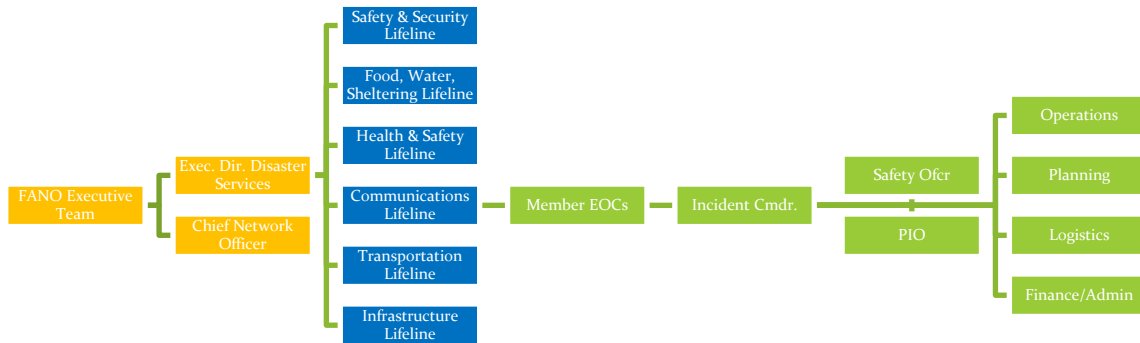 FANO Executive
Team
Exec. Dir. Disaster
Services
Chief Network
Officer
Safety & Security
Lifeline
Food, Water,
Sheltering Lifeline
Health & Safety
Lifeline
Communications
Lifeline
Transportation
Lifeline
Infrastructure
Lifeline
Member EOCs
Incident Cmdr.
Safety Ofcr
PIO
Operations
Planning
Logistics
Finance/Admin